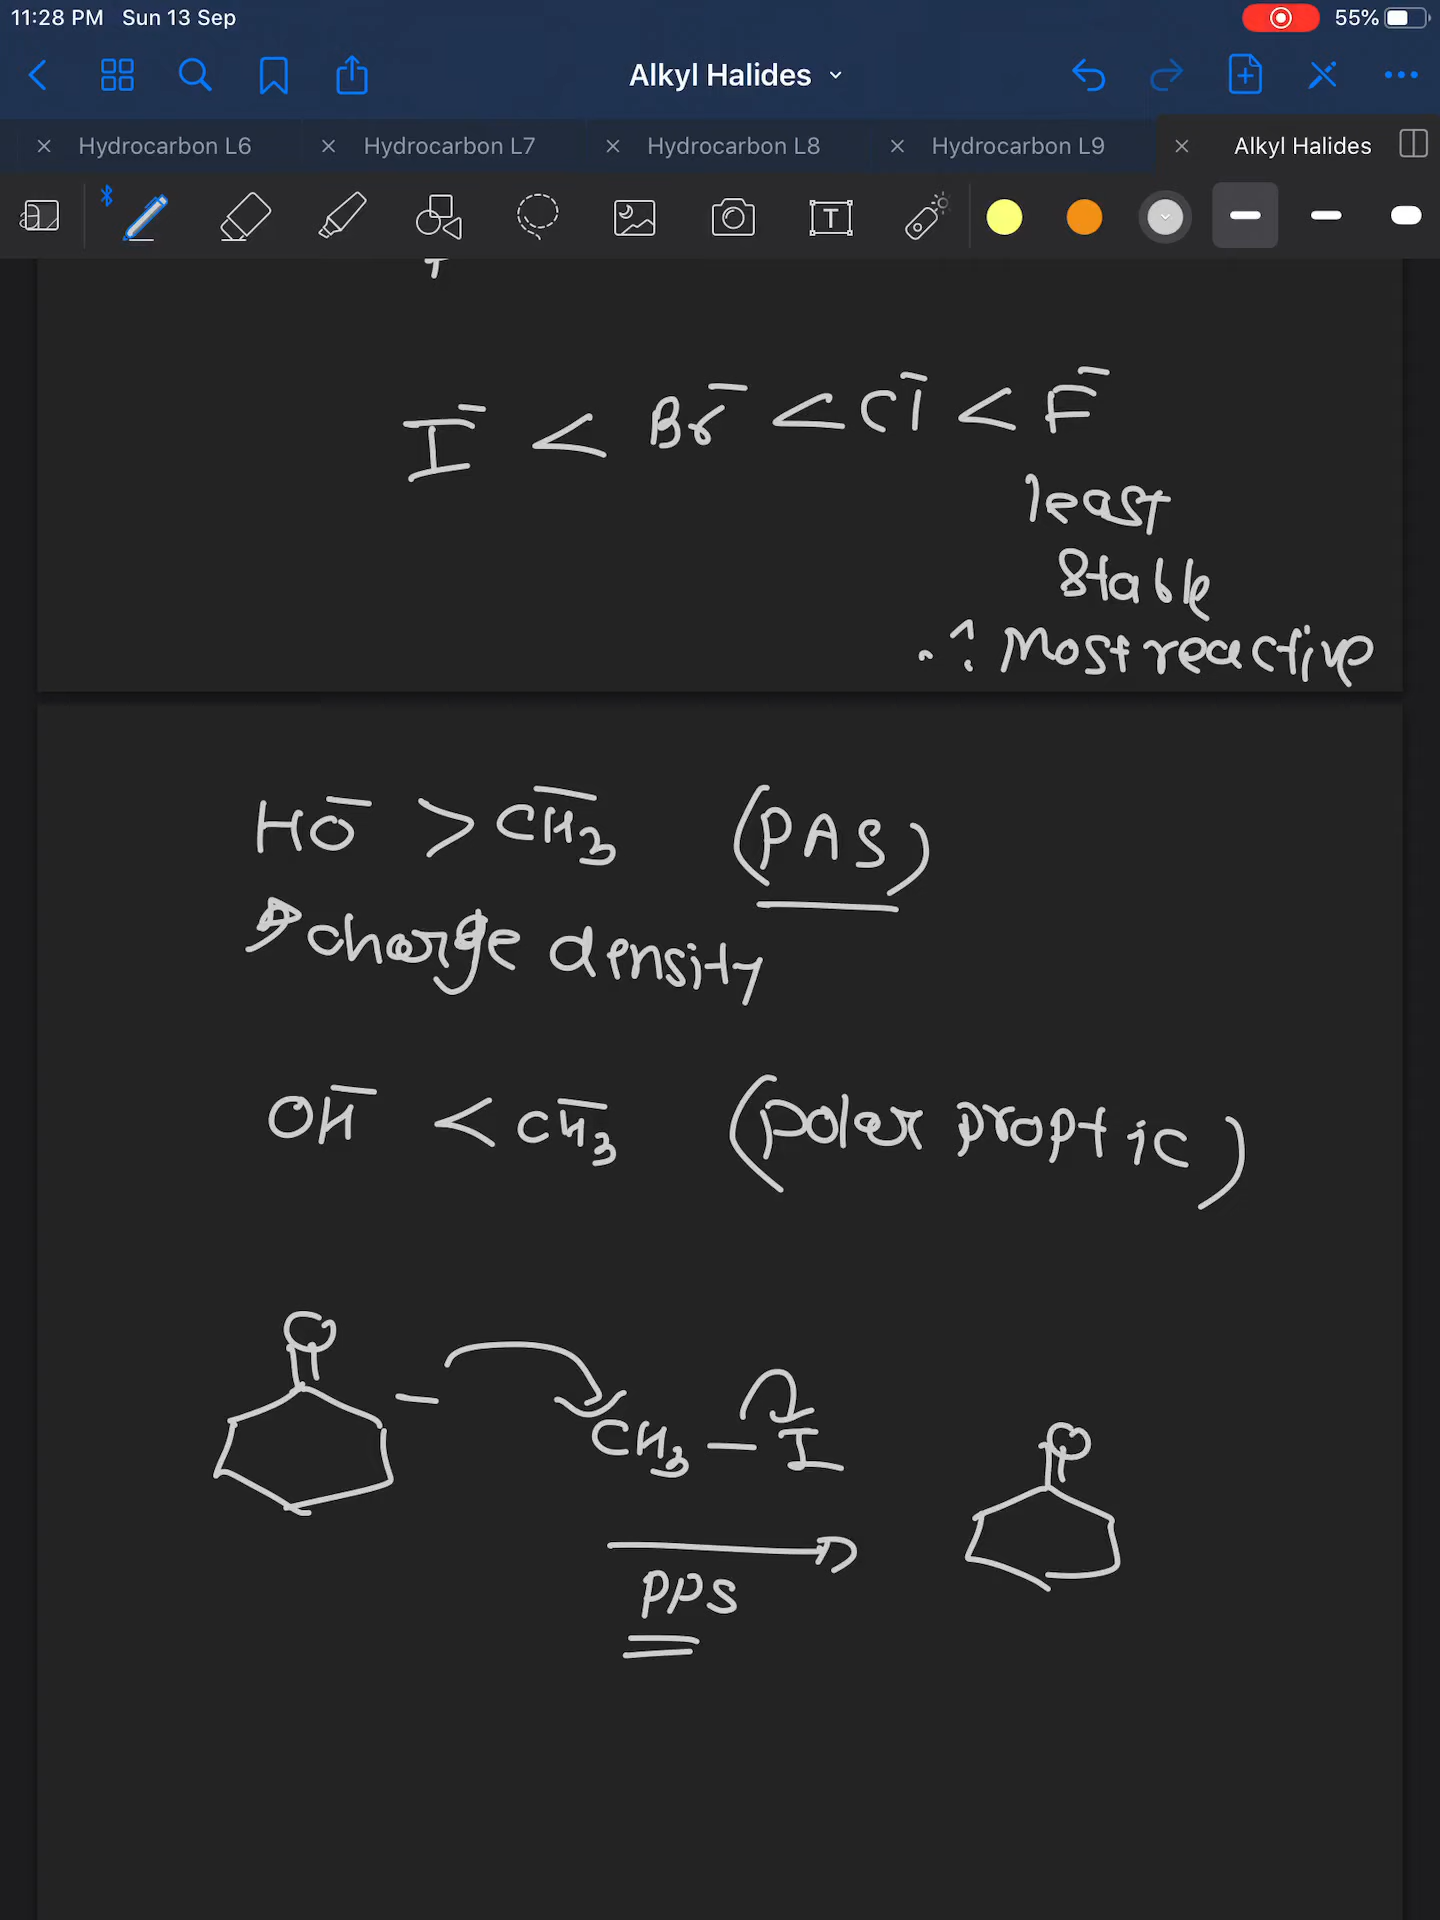 11:28 PM Sun 13 Sep 55%
Alkyl Halides
Hydrocarbon L6 Hydrocarbon L7 Hydrocarbon L8 Hydrocarbon L9 Alkyl Halides
a T
I⁻ < Br⁻ < Cl⁻ < F⁻
least
stable
∴ Most reactive
HO⁻ > CH₃⁻ (PAS)
charge density
OH⁻ < CH₃⁻ (polar proptic)
O
CH₃ – I
O
PPS